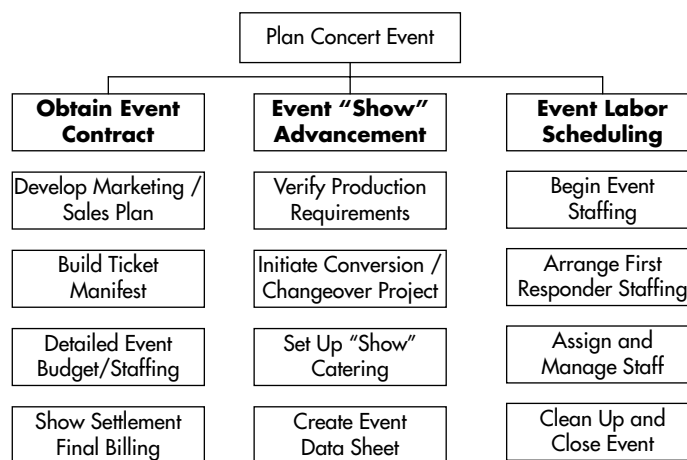 Plan Concert Event
Obtain Event
Contract
Develop Marketing /
Sales Plan
Build Ticket
Manifest
Detailed Event
Budget/Staffing
Show Settlement
Final Billing
Event “Show”
Advancement
Verify Production
Requirements
Initiate Conversion /
Changeover Project
Set Up “Show”
Catering
Create Event
Data Sheet
Event Labor
Scheduling
Begin Event
Staffing
Arrange First
Responder Staffing
Assign and
Manage Staff
Clean Up and
Close Event